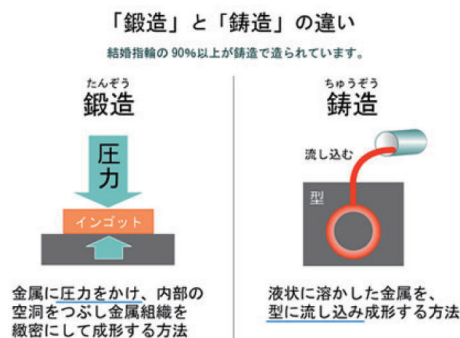 「鍛造」と「鋳造」の違い
結婚指輪の90%以上が鋳造で造られています。
たんぞう
鍛造
圧力
インゴット
金属に圧力をかけ、内部の
空洞をつぶし金属組織を
緻密にして成形する方法
ちゅうぞう
鋳造
流し込む
型
液状に溶かした金属を、
型に流し込み成形する方法